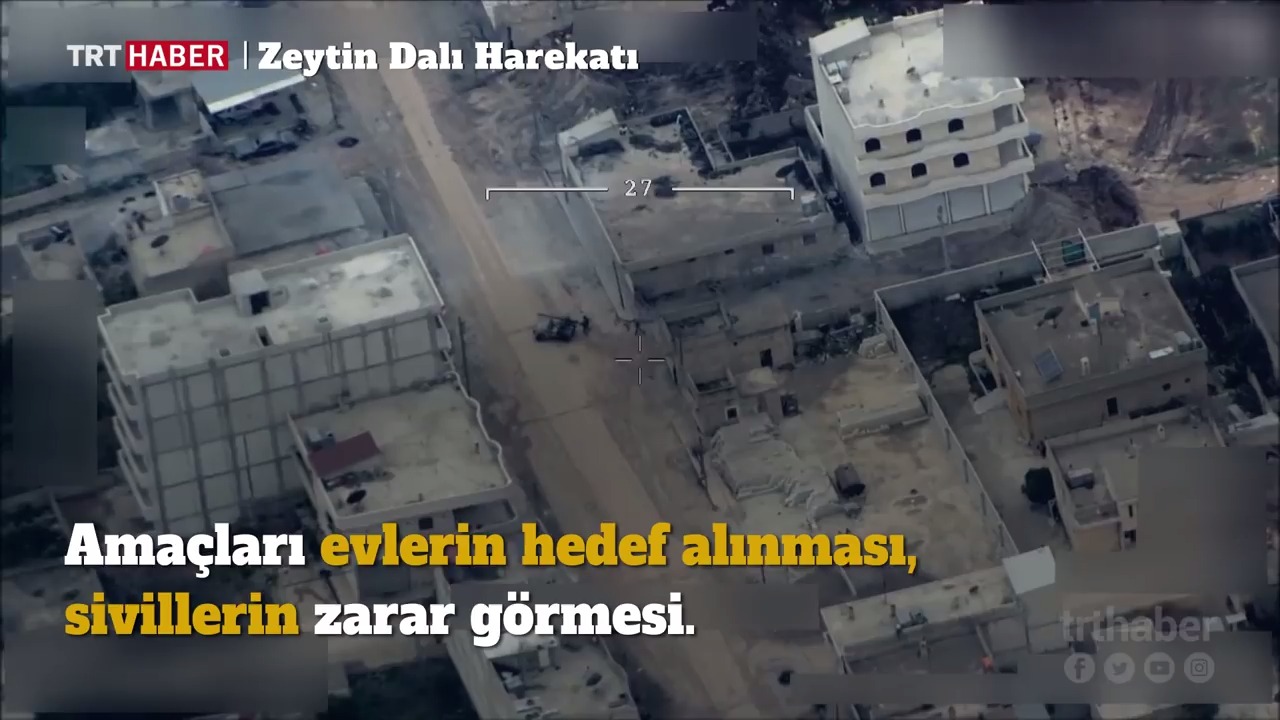 TRT HABER | Zeytin Dalı Harekatı
27
Amaçları evlerin hedef alınması,
sivillerin zarar görmesi.
trthaber